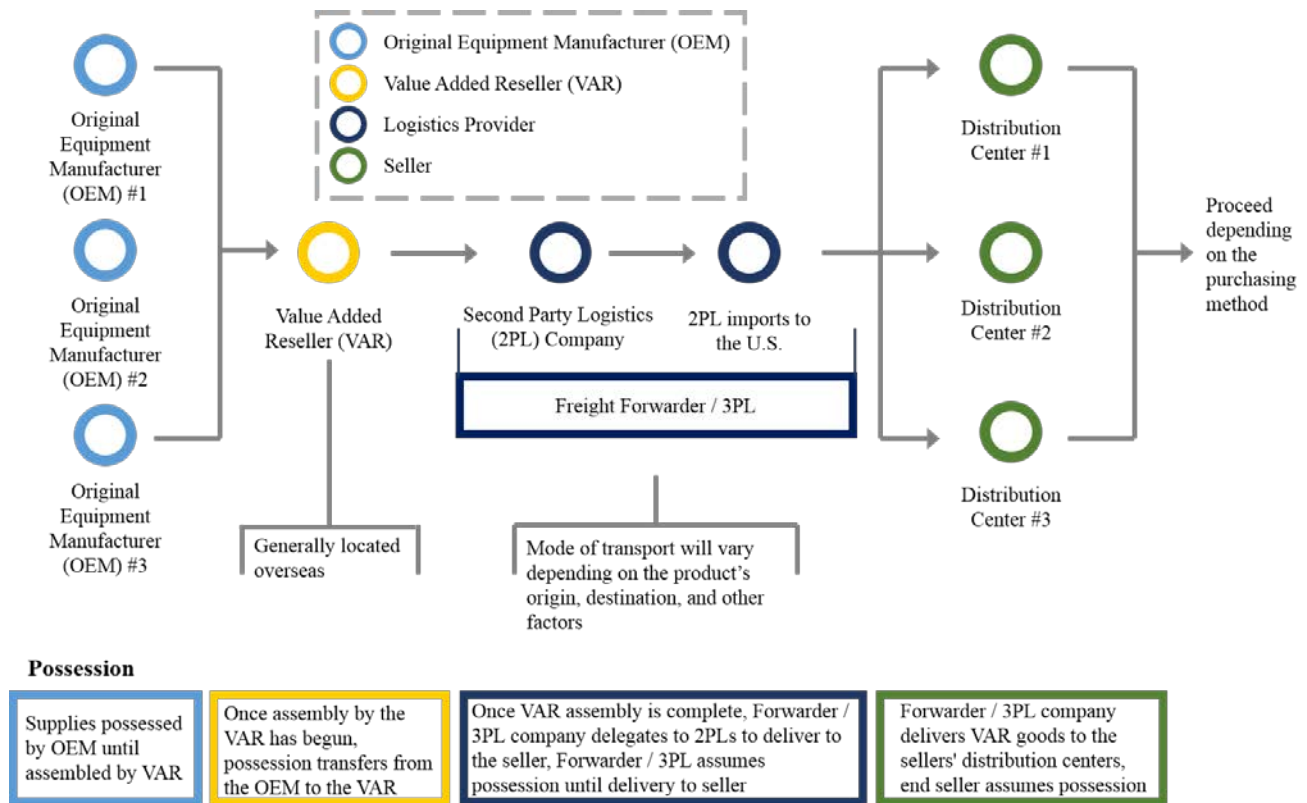 Original Equipment Manufacturer (OEM)
Value Added Reseller (VAR)
Logistics Provider
Seller
Original
Equipment
Manufacturer
(OEM) #1
Original
Equipment
Manufacturer
(OEM) #2
Original
Equipment
Manufacturer
(OEM) #3
Value Added
Reseller (VAR)
Generally located
overseas
Second Party Logistics
(2PL) Company
2PL imports to
the U.S.
Freight Forwarder / 3PL
Mode of transport will vary
depending on the product’s
origin, destination, and other
factors
Distribution
Center #1
Distribution
Center #2
Distribution
Center #3
Proceed
depending
on the
purchasing
method
Possession
Supplies possessed
by OEM until
assembled by VAR
Once assembly by the
VAR has begun,
possession transfers from
the OEM to the VAR
Once VAR assembly is complete, Forwarder /
3PL company delegates to 2PLs to deliver to
the seller, Forwarder / 3PL assumes
possession until delivery to seller
Forwarder / 3PL company
delivers VAR goods to the
sellers' distribution centers,
end seller assumes possession